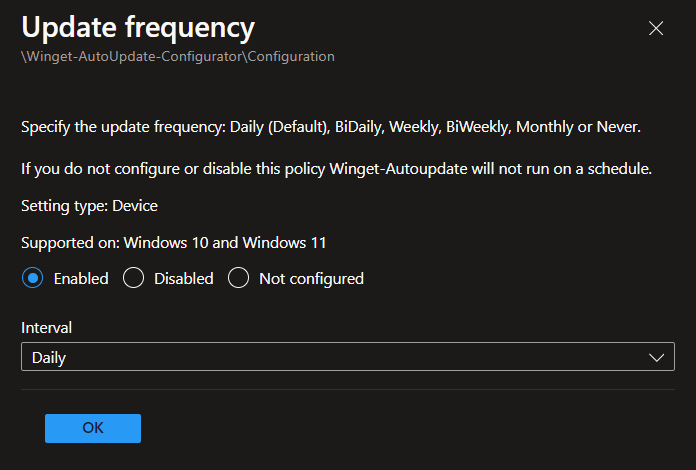 Update frequency
\Winget-AutoUpdate-Configurator\Configuration
Specify the update frequency: Daily (Default), BiDaily, Weekly, BiWeekly, Monthly or Never.
If you do not configure or disable this policy Winget-Autoupdate will not run on a schedule.
Setting type: Device
Supported on: Windows 10 and Windows 11
Enabled Disabled Not configured
Interval
Daily
OK